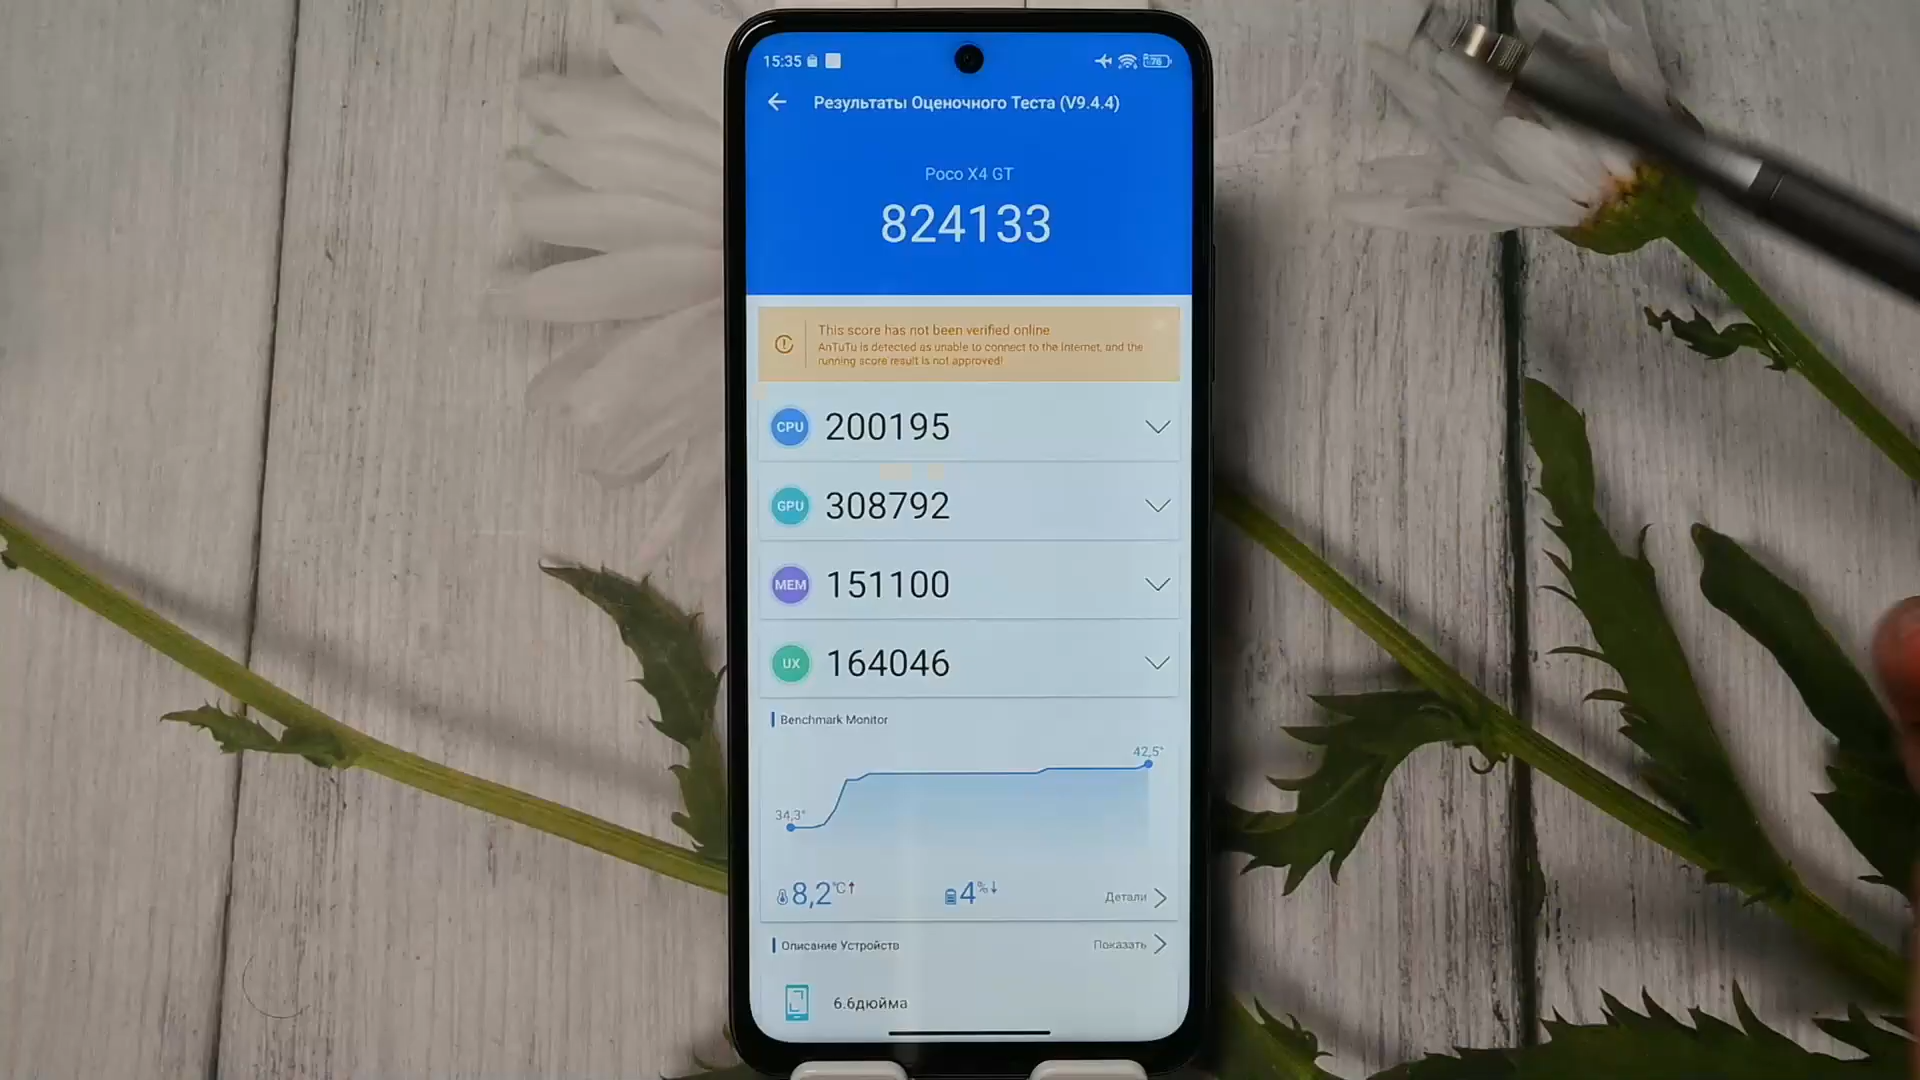 15:35 78
Результаты Оценочного Теста (V9.4.4)
Poco X4 GT
824133
This score has not been verified online
AnTuTu is detected as unable to connect to the Internet, and the
running score result is not approved!
CPU 200195
GPU 308792
MEM 151100
UX 164046
Benchmark Monitor
42,5°
34,3°
8,2°C↑ 4%↓ Детали
Описание Устройств Показать
6.6дюйма